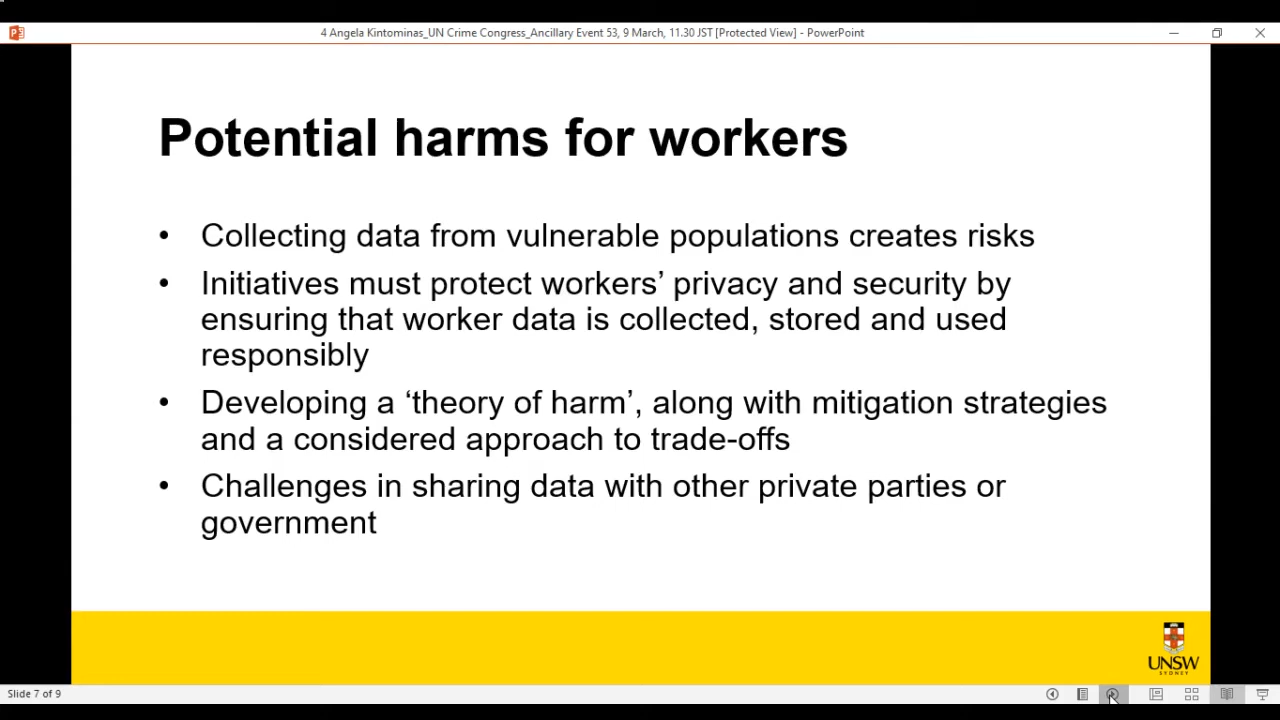 4 Angela Kintominas_UN Crime Congress_Ancillary Event 53, 9 March, 11.30 JST [Protected View] - PowerPoint
Potential harms for workers
• Collecting data from vulnerable populations creates risks
• Initiatives must protect workers’ privacy and security by
ensuring that worker data is collected, stored and used
responsibly
• Developing a ‘theory of harm’, along with mitigation strategies
and a considered approach to trade-offs
• Challenges in sharing data with other private parties or
government
UNSW
SYDNEY
Slide 7 of 9